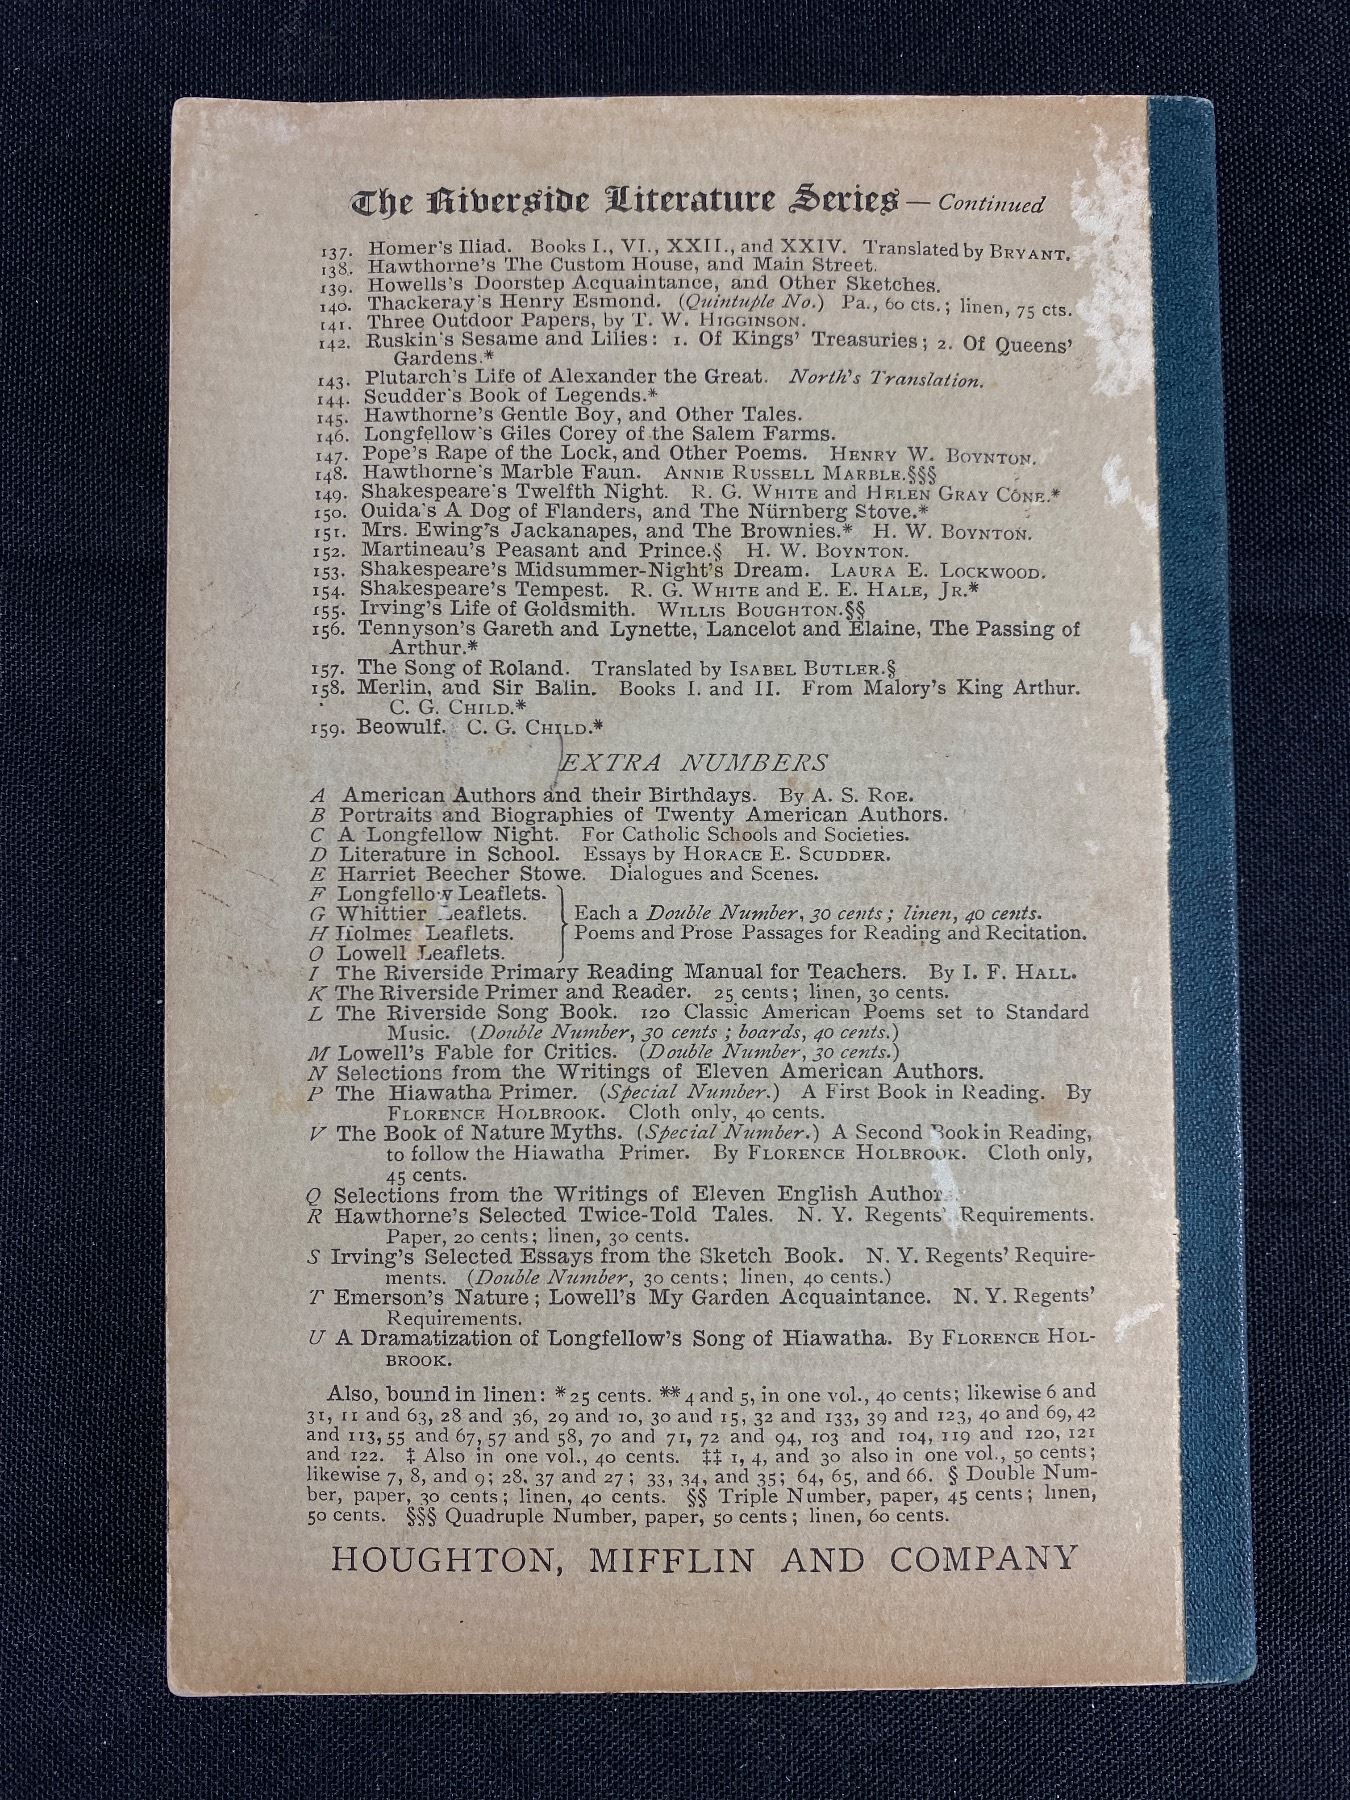 The Riverside Literature Series — Continued
137. Homer's Iliad. Books I., VI., XXII., and XXIV. Translated by BRYANT.
138. Hawthorne's The Custom House, and Main Street.
139. Howells's Doorstep Acquaintance, and Other Sketches.
140. Thackeray's Henry Esmond. (Quintuple No.) Pa., 60 cts.; linen, 75 cts.
141. Three Outdoor Papers, by T. W. HIGGINSON.
142. Ruskin's Sesame and Lilies: 1. Of Kings' Treasuries; 2. Of Queens'
Gardens.*
143. Plutarch's Life of Alexander the Great. North's Translation.
144. Scudder's Book of Legends.*
145. Hawthorne's Gentle Boy, and Other Tales.
146. Longfellow's Giles Corey of the Salem Farms.
147. Pope's Rape of the Lock, and Other Poems. HENRY W. BOYNTON.
148. Hawthorne's Marble Faun. ANNIE RUSSELL MARBLE.§§§
149. Shakespeare's Twelfth Night. R. G. WHITE and HELEN GRAY CONE.*
150. Ouida's A Dog of Flanders, and The Nürnberg Stove.*
151. Mrs. Ewing's Jackanapes, and The Brownies.* H. W. BOYNTON.
152. Martineau's Peasant and Prince.§ H. W. BOYNTON.
153. Shakespeare's Midsummer-Night's Dream. LAURA E. LOCKWOOD.
154. Shakespeare's Tempest. R. G. WHITE and E. E. HALE, JR.*
155. Irving's Life of Goldsmith. WILLIS BOUGHTON.§§
156. Tennyson's Gareth and Lynette, Lancelot and Elaine, The Passing of
Arthur.*
157. The Song of Roland. Translated by ISABEL BUTLER.§
158. Merlin, and Sir Balin. Books I. and II. From Malory's King Arthur.
C. G. CHILD.*
159. Beowulf. C. G. CHILD.*
EXTRA NUMBERS
A American Authors and their Birthdays. By A. S. ROE.
B Portraits and Biographies of Twenty American Authors.
C A Longfellow Night. For Catholic Schools and Societies.
D Literature in School. Essays by HORACE E. SCUDDER.
E Harriet Beecher Stowe. Dialogues and Scenes.
F Longfellow Leaflets.
G Whittier Leaflets. Each a Double Number, 30 cents; linen, 40 cents.
H Holmes Leaflets. Poems and Prose Passages for Reading and Recitation.
O Lowell Leaflets.
I The Riverside Primary Reading Manual for Teachers. By I. F. HALL.
K The Riverside Primer and Reader. 25 cents; linen, 30 cents.
L The Riverside Song Book. 120 Classic American Poems set to Standard
Music. (Double Number, 30 cents; boards, 40 cents.)
M Lowell's Fable for Critics. (Double Number, 30 cents.)
N Selections from the Writings of Eleven American Authors.
P The Hiawatha Primer. (Special Number.) A First Book in Reading. By
FLORENCE HOLBROOK. Cloth only, 40 cents.
V The Book of Nature Myths. (Special Number.) A Second Book in Reading,
to follow the Hiawatha Primer. By FLORENCE HOLBROOK. Cloth only,
45 cents.
Q Selections from the Writings of Eleven English Author
R Hawthorne's Selected Twice-Told Tales. N. Y. Regents' Requirements.
Paper, 20 cents; linen, 30 cents.
S Irving's Selected Essays from the Sketch Book. N. Y. Regents' Require-
ments. (Double Number, 30 cents; linen, 40 cents.)
T Emerson's Nature; Lowell's My Garden Acquaintance. N. Y. Regents'
Requirements.
U A Dramatization of Longfellow's Song of Hiawatha. By FLORENCE HOL-
BROOK.
Also, bound in linen: *25 cents. **4 and 5, in one vol., 40 cents; likewise 6 and
31, 11 and 63, 28 and 36, 29 and 10, 30 and 15, 32 and 133, 39 and 123, 40 and 69, 42
and 113, 55 and 67, 57 and 58, 70 and 71, 72 and 94, 103 and 104, 119 and 120, 121
and 122. ‡ Also in one vol., 40 cents. ‡‡ 1, 4, and 30 also in one vol., 50 cents;
likewise 7, 8, and 9; 28, 37 and 27; 33, 34, and 35; 64, 65, and 66. § Double Num-
ber, paper, 30 cents; linen, 40 cents. §§ Triple Number, paper, 45 cents; linen,
50 cents. §§§ Quadruple Number, paper, 50 cents; linen, 60 cents.
HOUGHTON, MIFFLIN AND COMPANY